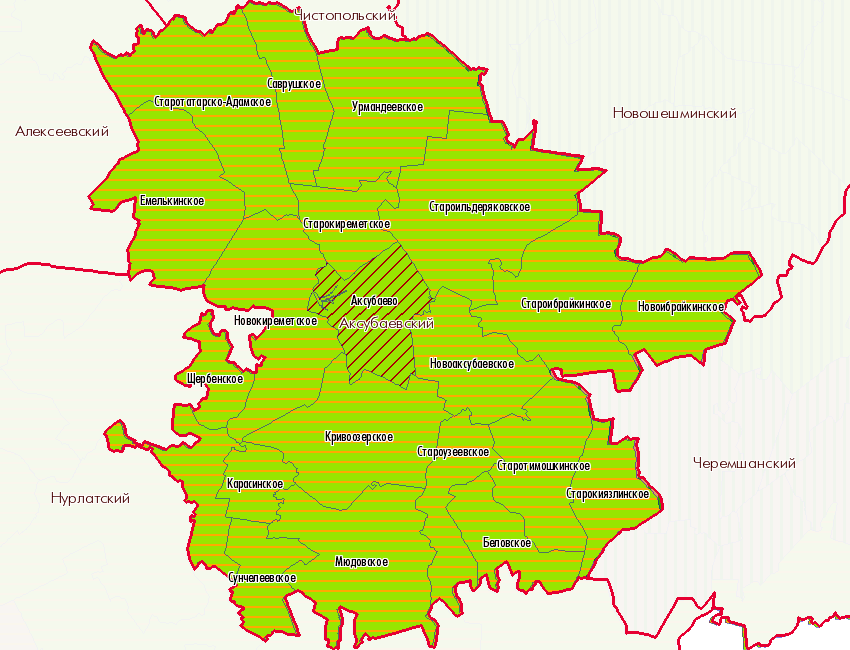 Чистопольский
Саврушское
Старотатарско-Адамское
Урмандеевское
Новошешминский
Алексеевский
Емелькинское
Староильдеряковское
Старокиреметское
Аксубаево
Староибрайкинское
Новоибрайкинское
Новокиреметское
Аксубаевский
Новоаксубаевское
Щербенское
Кривоозерское
Староузеевское
Черемшанский
Старотимошкинское
Карасинское
Старокиязлинское
Нурлатский
Беловское
Мюдовское
Сунчелеевское